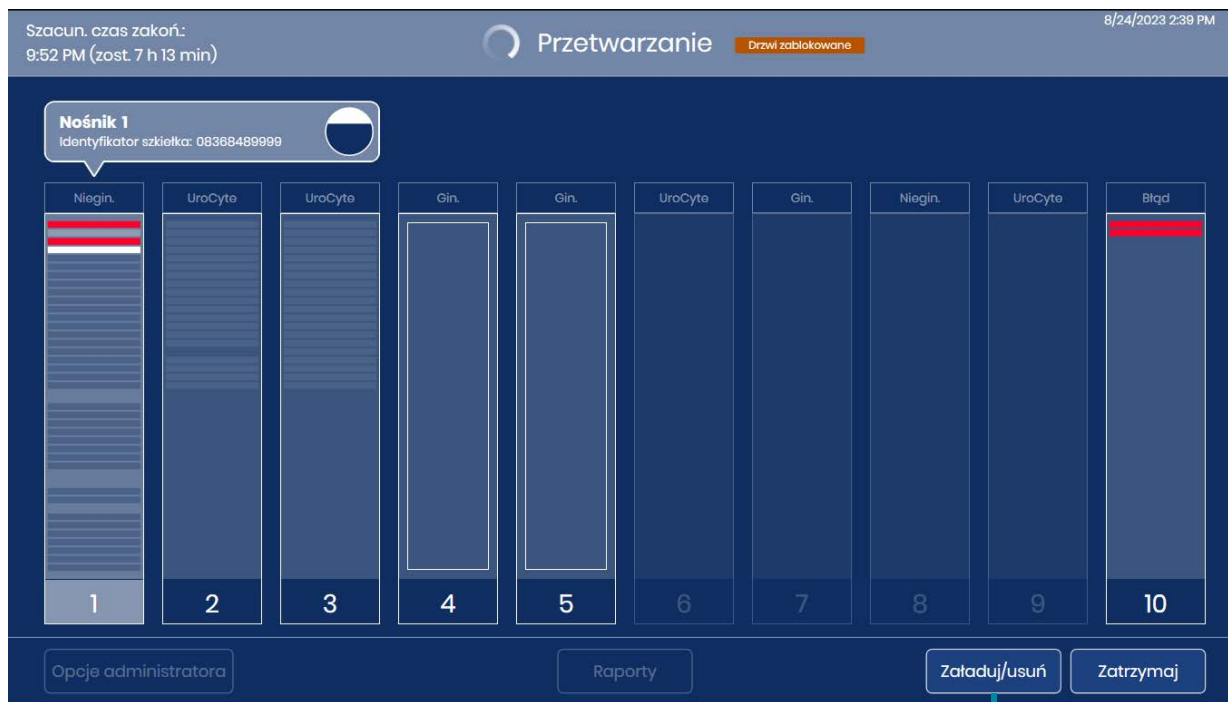 Szacun. czas zakoń.:
9:52 PM (zost. 7 h 13 min)
Przetwarzanie
Drzwi zablokowane
8/24/2023 2:39 PM
Nośnik 1
Identyfikator szkiełka: 08368489999
Niegin.
UroCyte
UroCyte
Gin.
Gin.
UroCyte
Gin.
Niegin.
UroCyte
Błąd
1
2
3
4
5
6
7
8
9
10
Opcje administratora
Raporty
Załaduj/usuń
Zatrzymaj